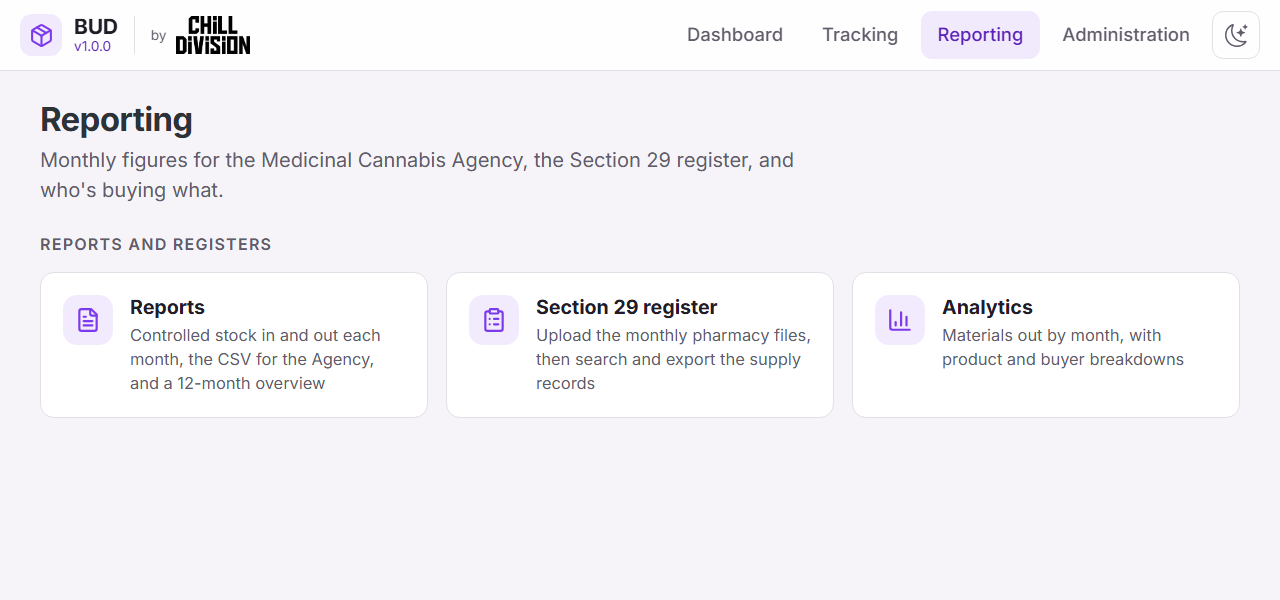 BUD
v1.0.0
by
CHiLL
DiViSiON
Dashboard
Tracking
Reporting
Administration
Reporting
Monthly figures for the Medicinal Cannabis Agency, the Section 29 register, and
who's buying what.
REPORTS AND REGISTERS
Reports
Controlled stock in and out each
month, the CSV for the Agency,
and a 12-month overview
Section 29 register
Upload the monthly pharmacy files,
then search and export the supply
records
Analytics
Materials out by month, with
product and buyer breakdowns